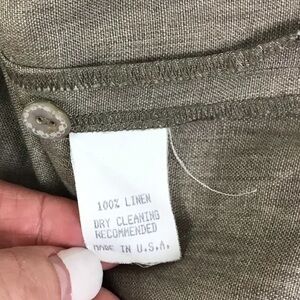 100% LINEN
DRY CLEANING
RECOMMENDED
MADE IN U.S.A.